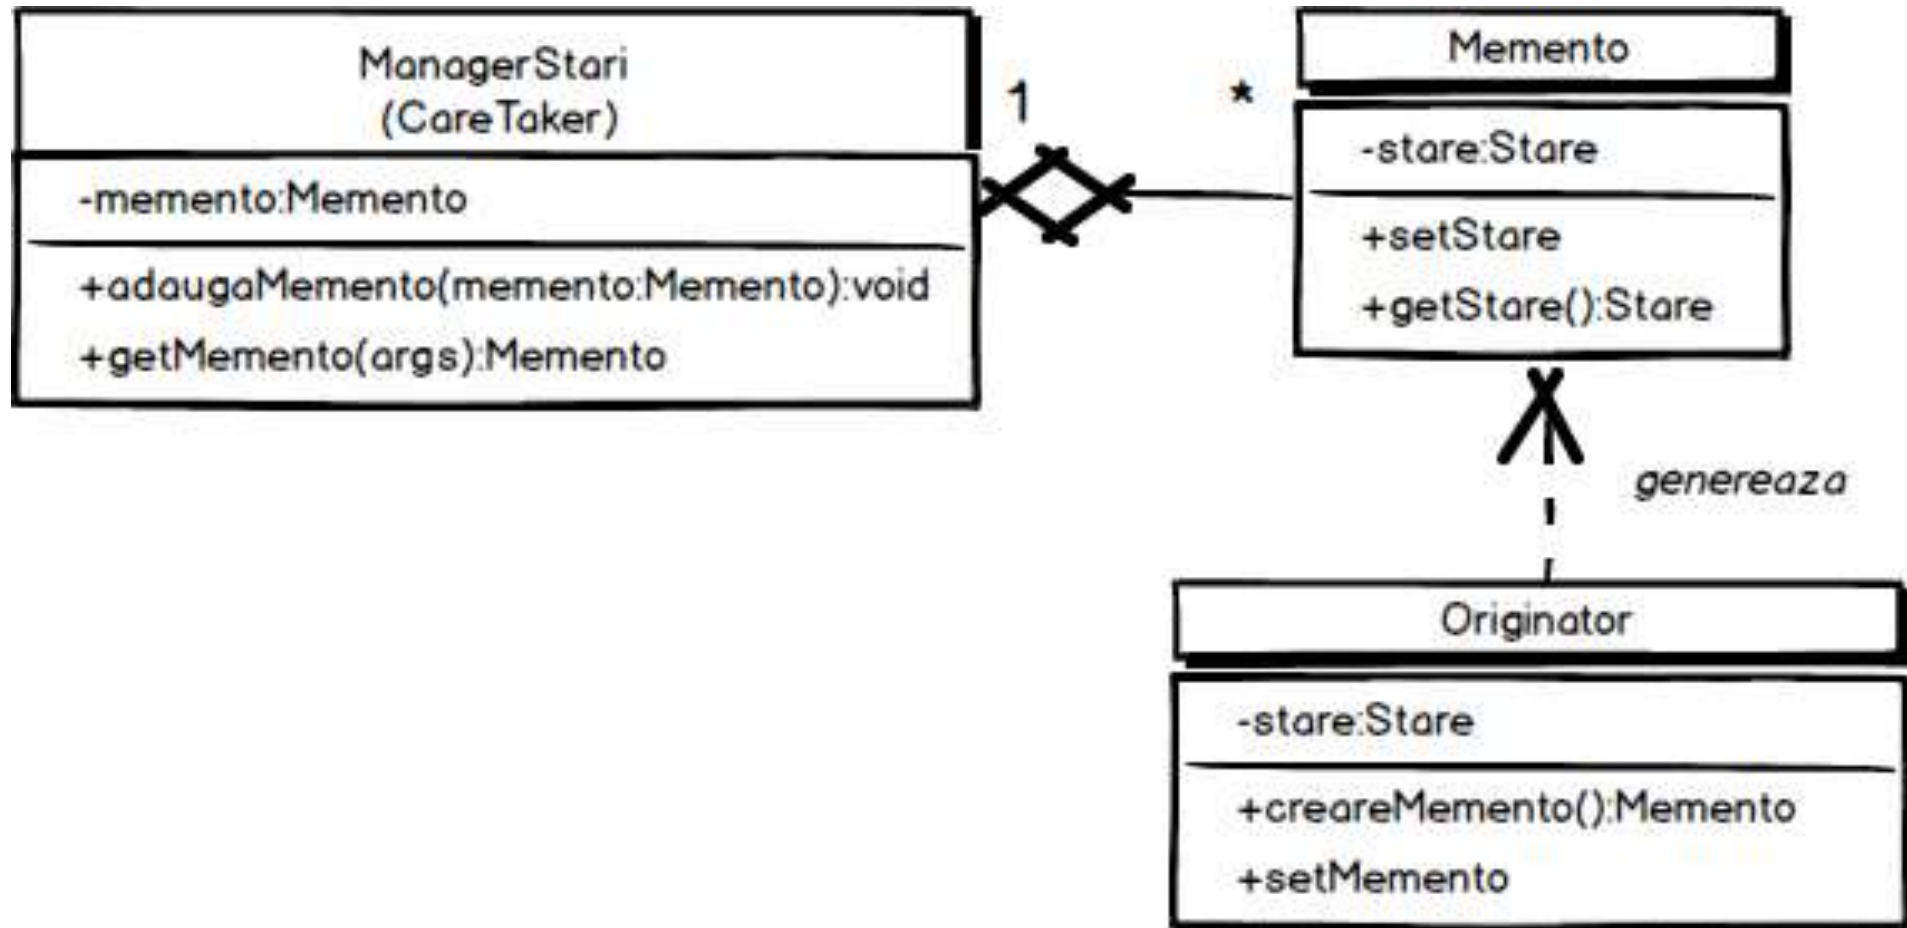 ManagerStari
(CareTaker)
-memento:Memento
+adaugaMemento(memento:Memento):void
+getMemento(args):Memento
1
*
Memento
-stare:Stare
+setStare
+getStare():Stare
genereaza
Originator
-stare:Stare
+creareMemento():Memento
+setMemento